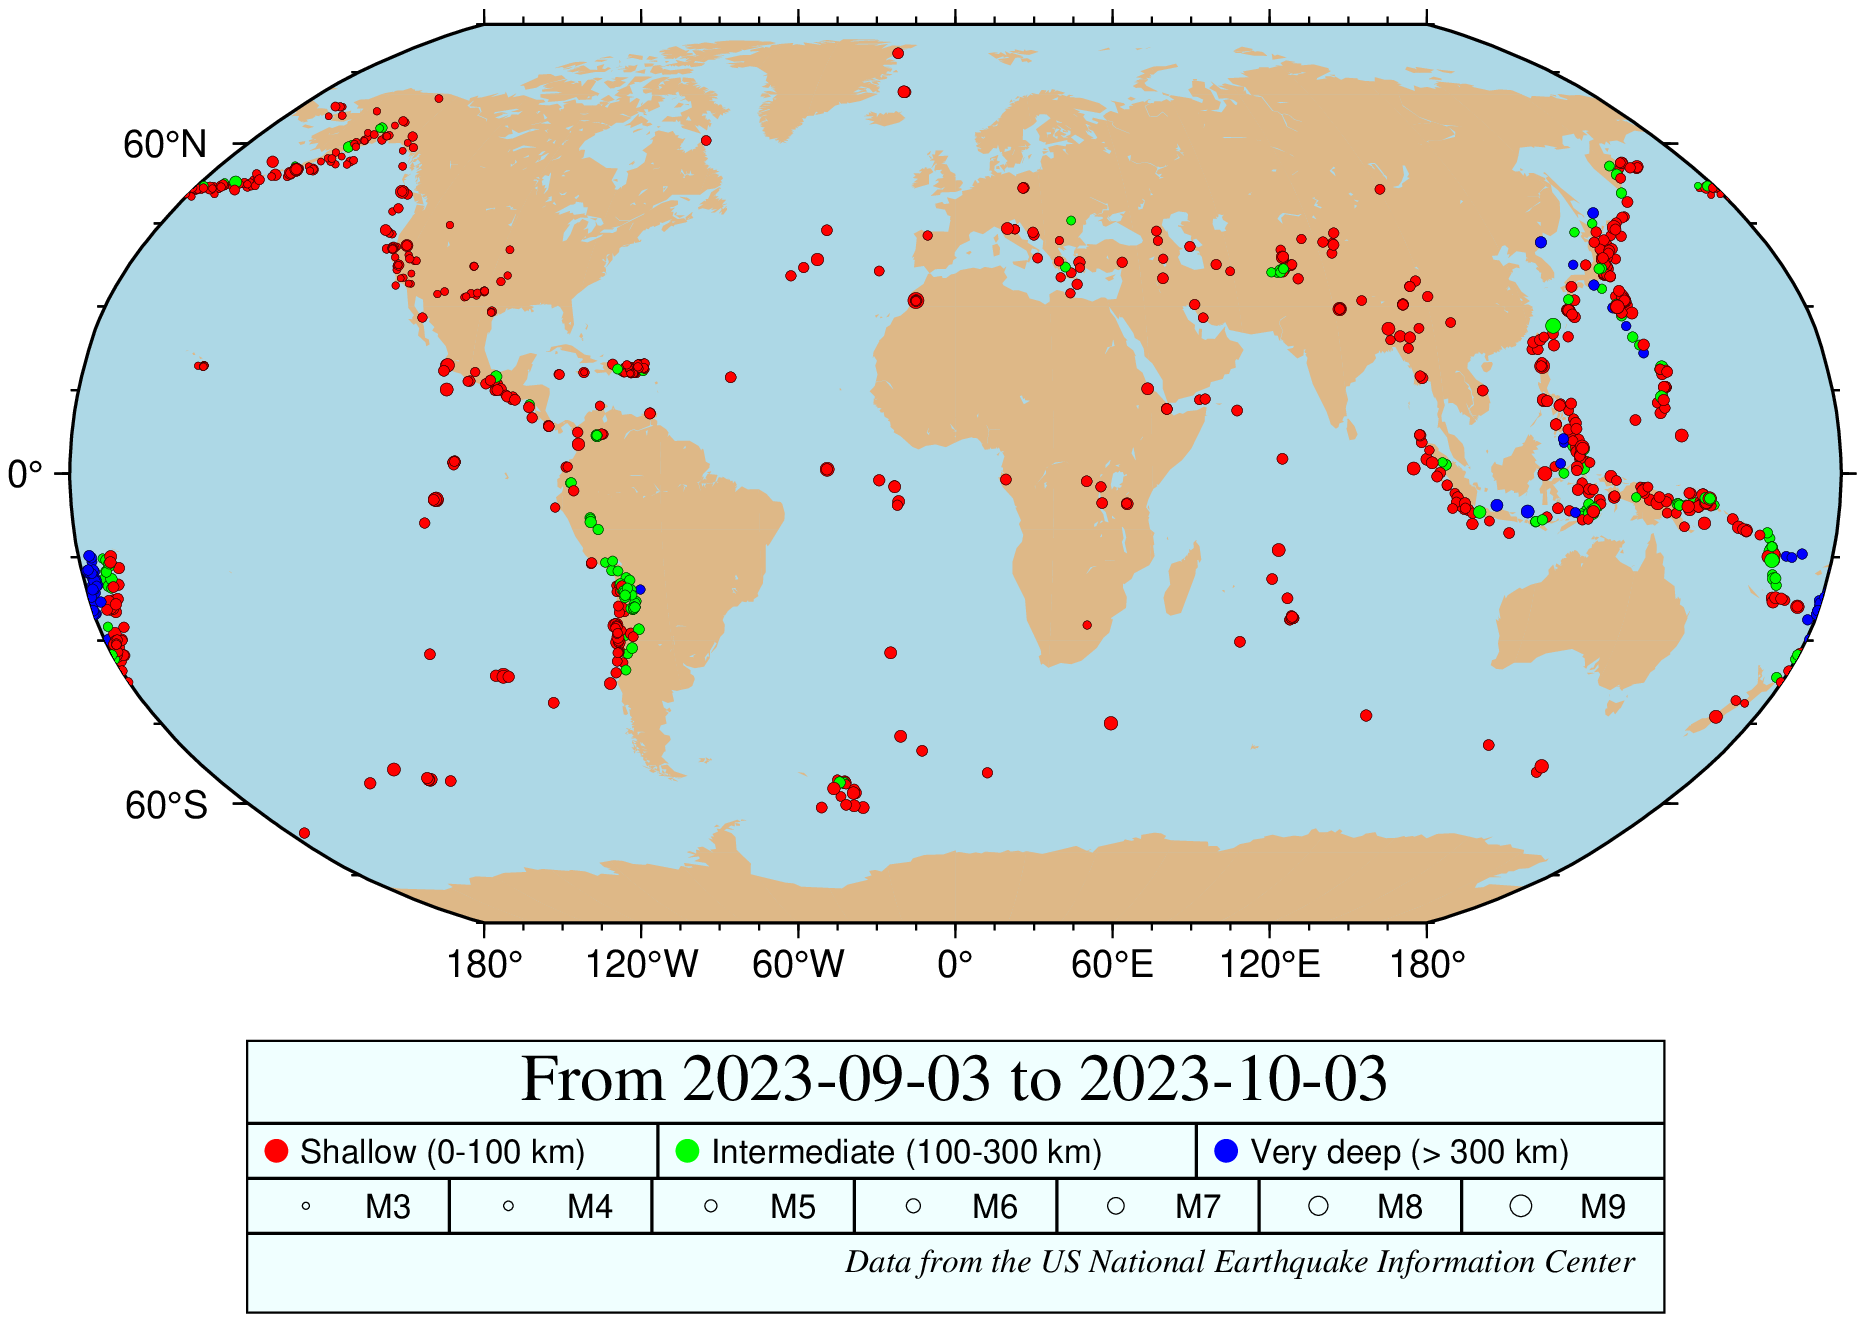 60°N
0°
60°S
180° 120°W 60°W 0° 60°E 120°E 180°
From 2023-09-03 to 2023-10-03
Shallow (0-100 km) Intermediate (100-300 km) Very deep (> 300 km)
M3 M4 M5 M6 M7 M8 M9
Data from the US National Earthquake Information Center